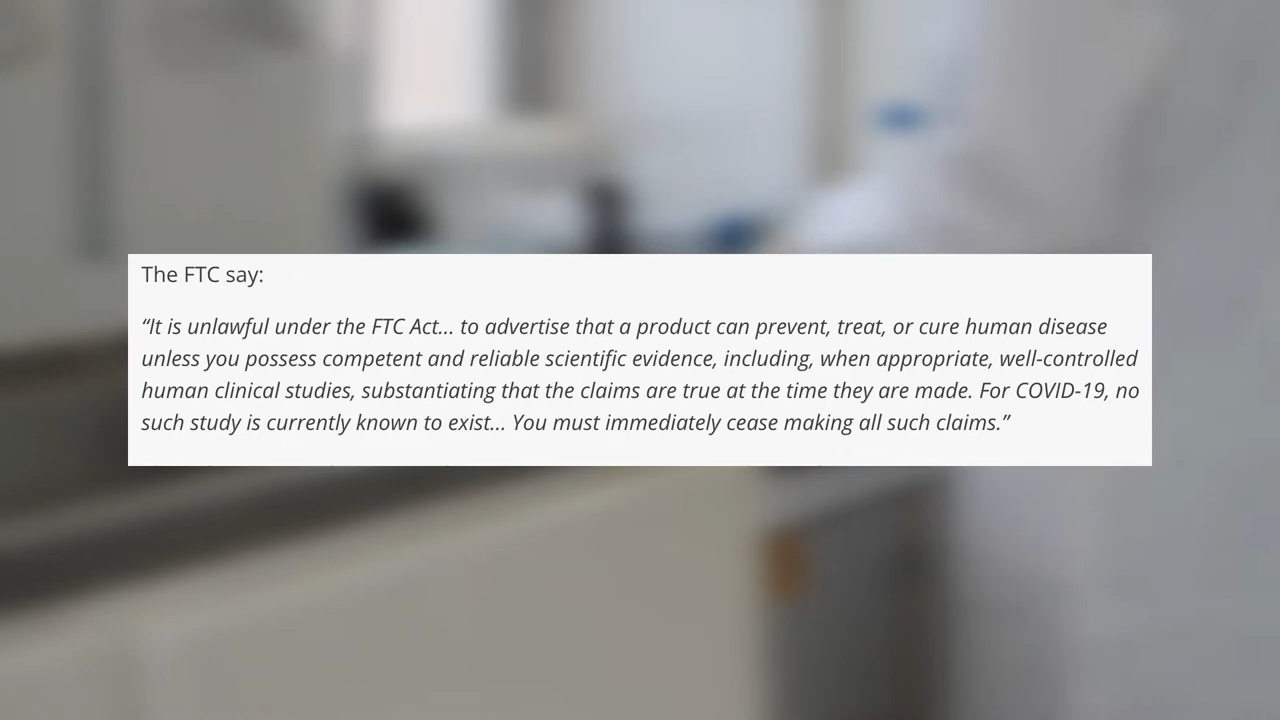 The FTC say:
“It is unlawful under the FTC Act... to advertise that a product can prevent, treat, or cure human disease
unless you possess competent and reliable scientific evidence, including, when appropriate, well-controlled
human clinical studies, substantiating that the claims are true at the time they are made. For COVID-19, no
such study is currently known to exist... You must immediately cease making all such claims.”